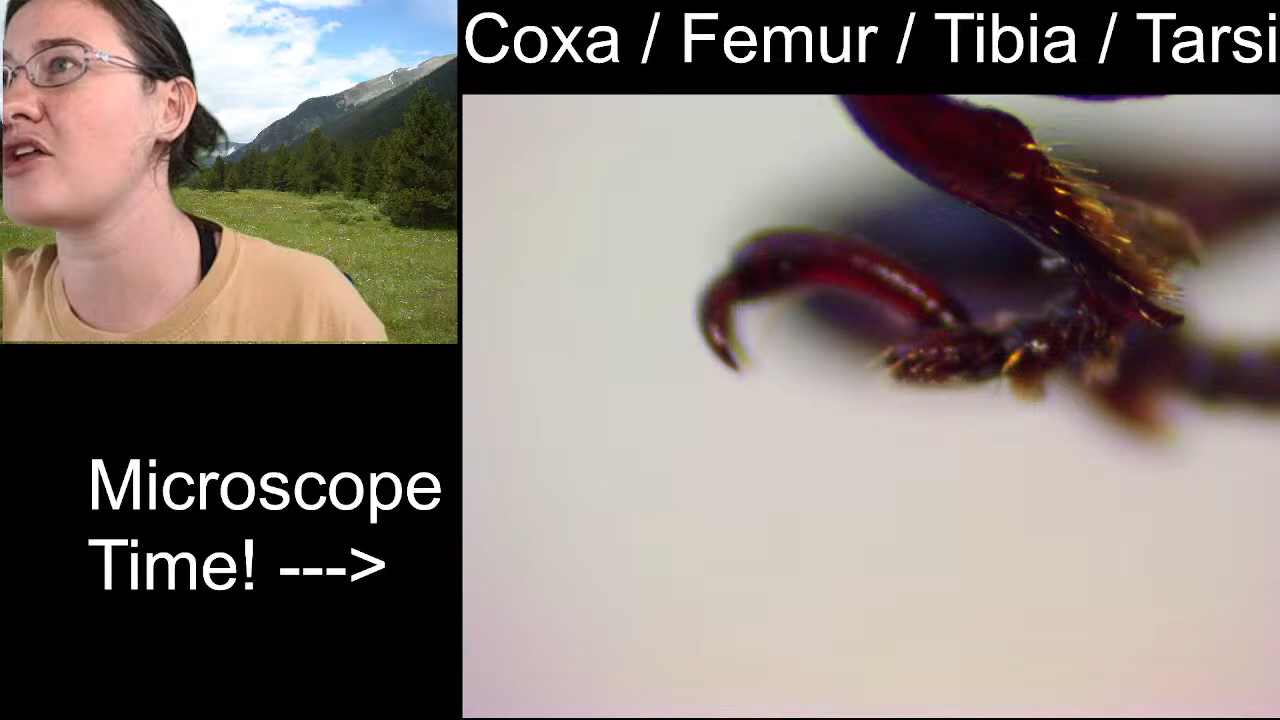 Coxa / Femur / Tibia / Tarsi
Microscope
Time! --->